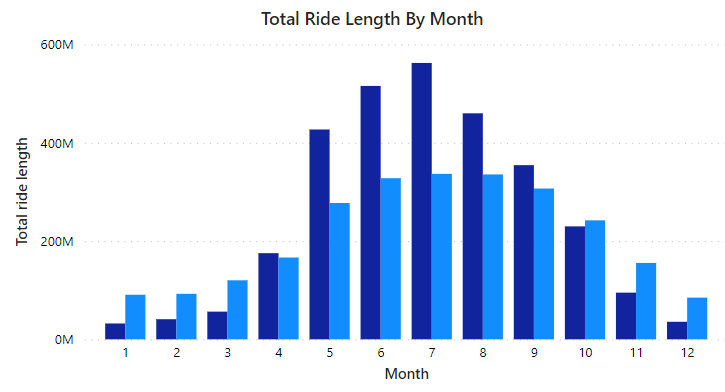 Total Ride Length By Month
600M
400M
200M
0M
Total ride length
1 2 3 4 5 6 7 8 9 10 11 12
Month